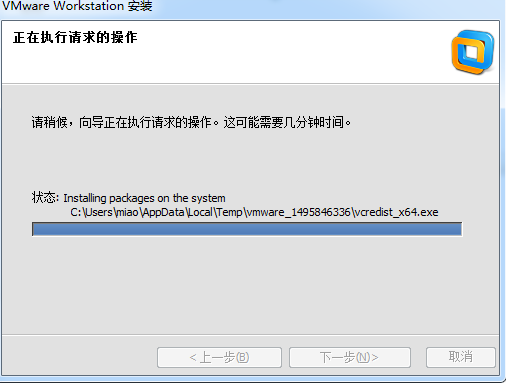 VMware Workstation 安装
正在执行请求的操作
请稍候，向导正在执行请求的操作。这可能需要几分钟时间。
状态: Installing packages on the system
C:\Users\miao\AppData\Local\Temp\vmware_1495846336\vcredist_x64.exe
< 上一步(B)
下一步(N)>
取消